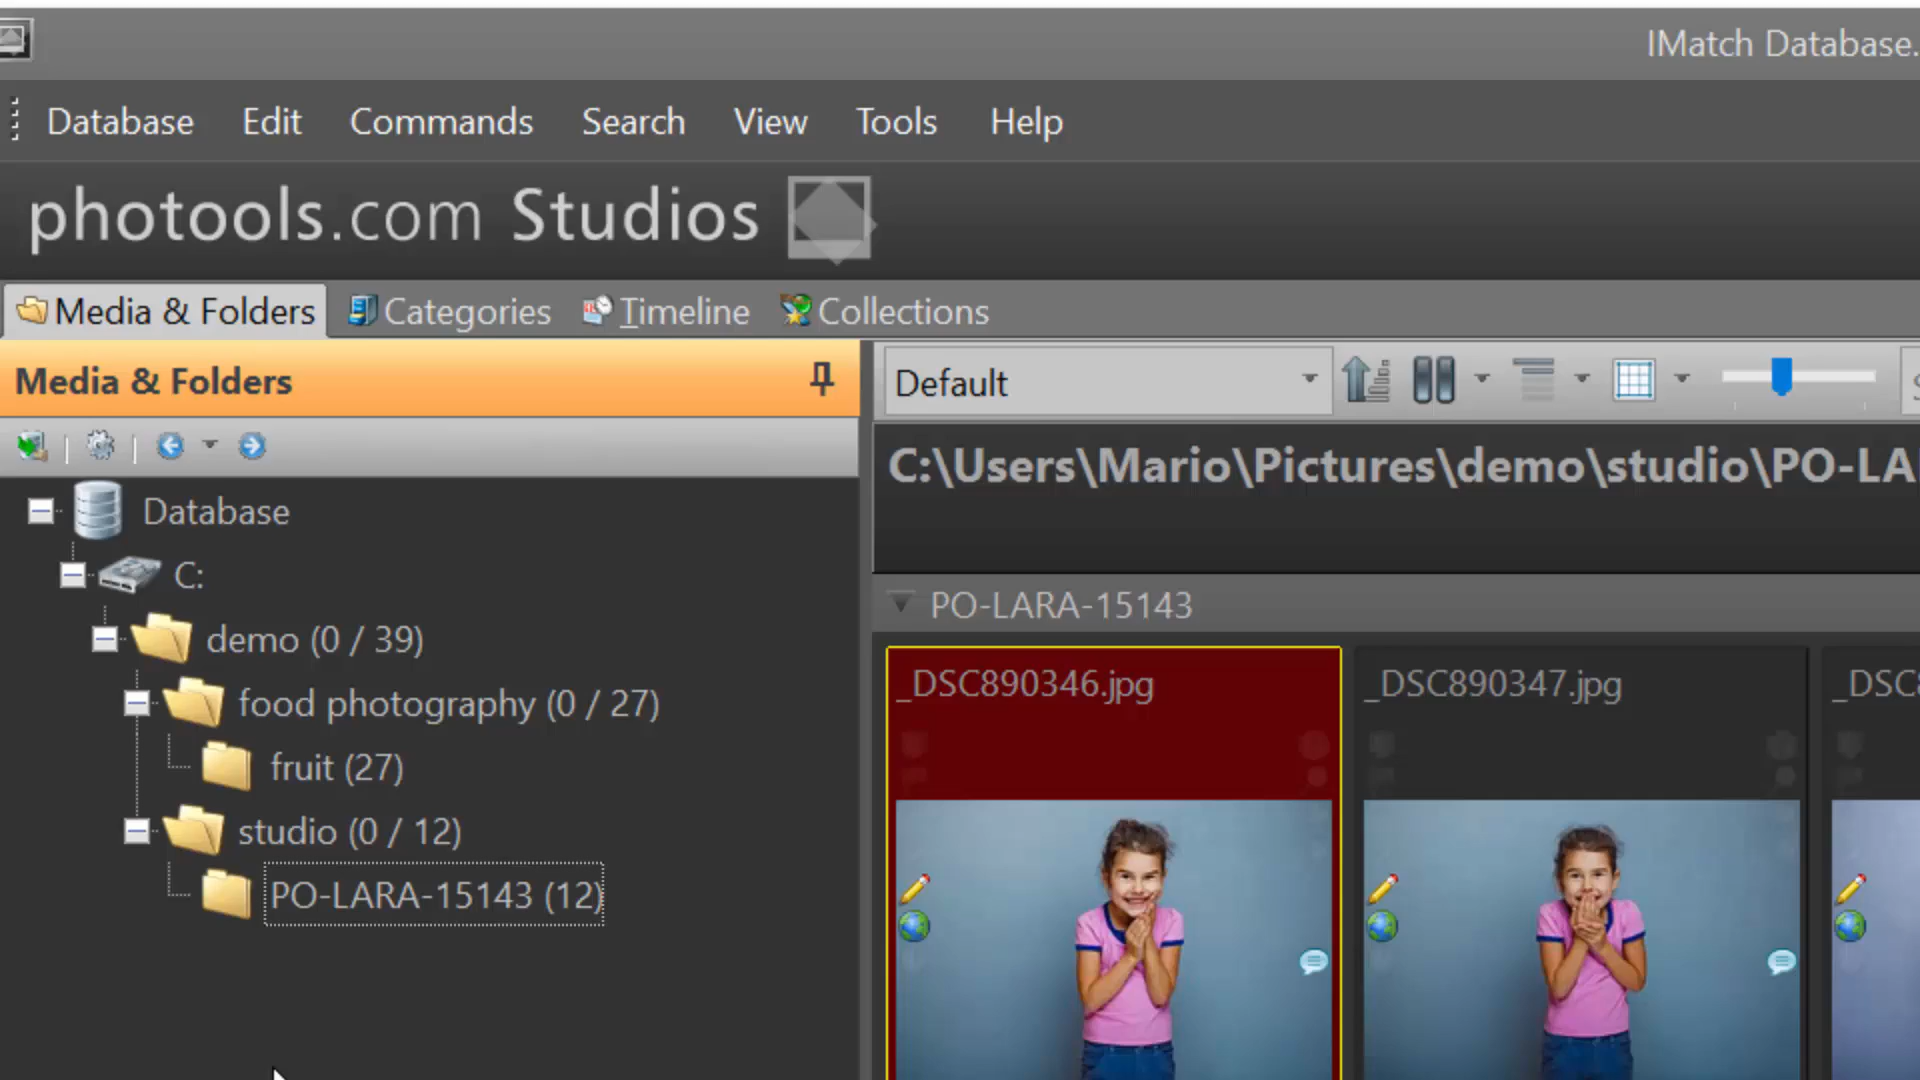 IMatch Database.
Database Edit Commands Search View Tools Help
photools.com Studios
Media & Folders Categories Timeline Collections
Media & Folders
Default
C:\Users\Mario\Pictures\demo\studio\PO-LA
Database
C:
demo (0 / 39)
food photography (0 / 27)
fruit (27)
studio (0 / 12)
PO-LARA-15143 (12)
PO-LARA-15143
_DSC890346.jpg
_DSC890347.jpg
_DSC